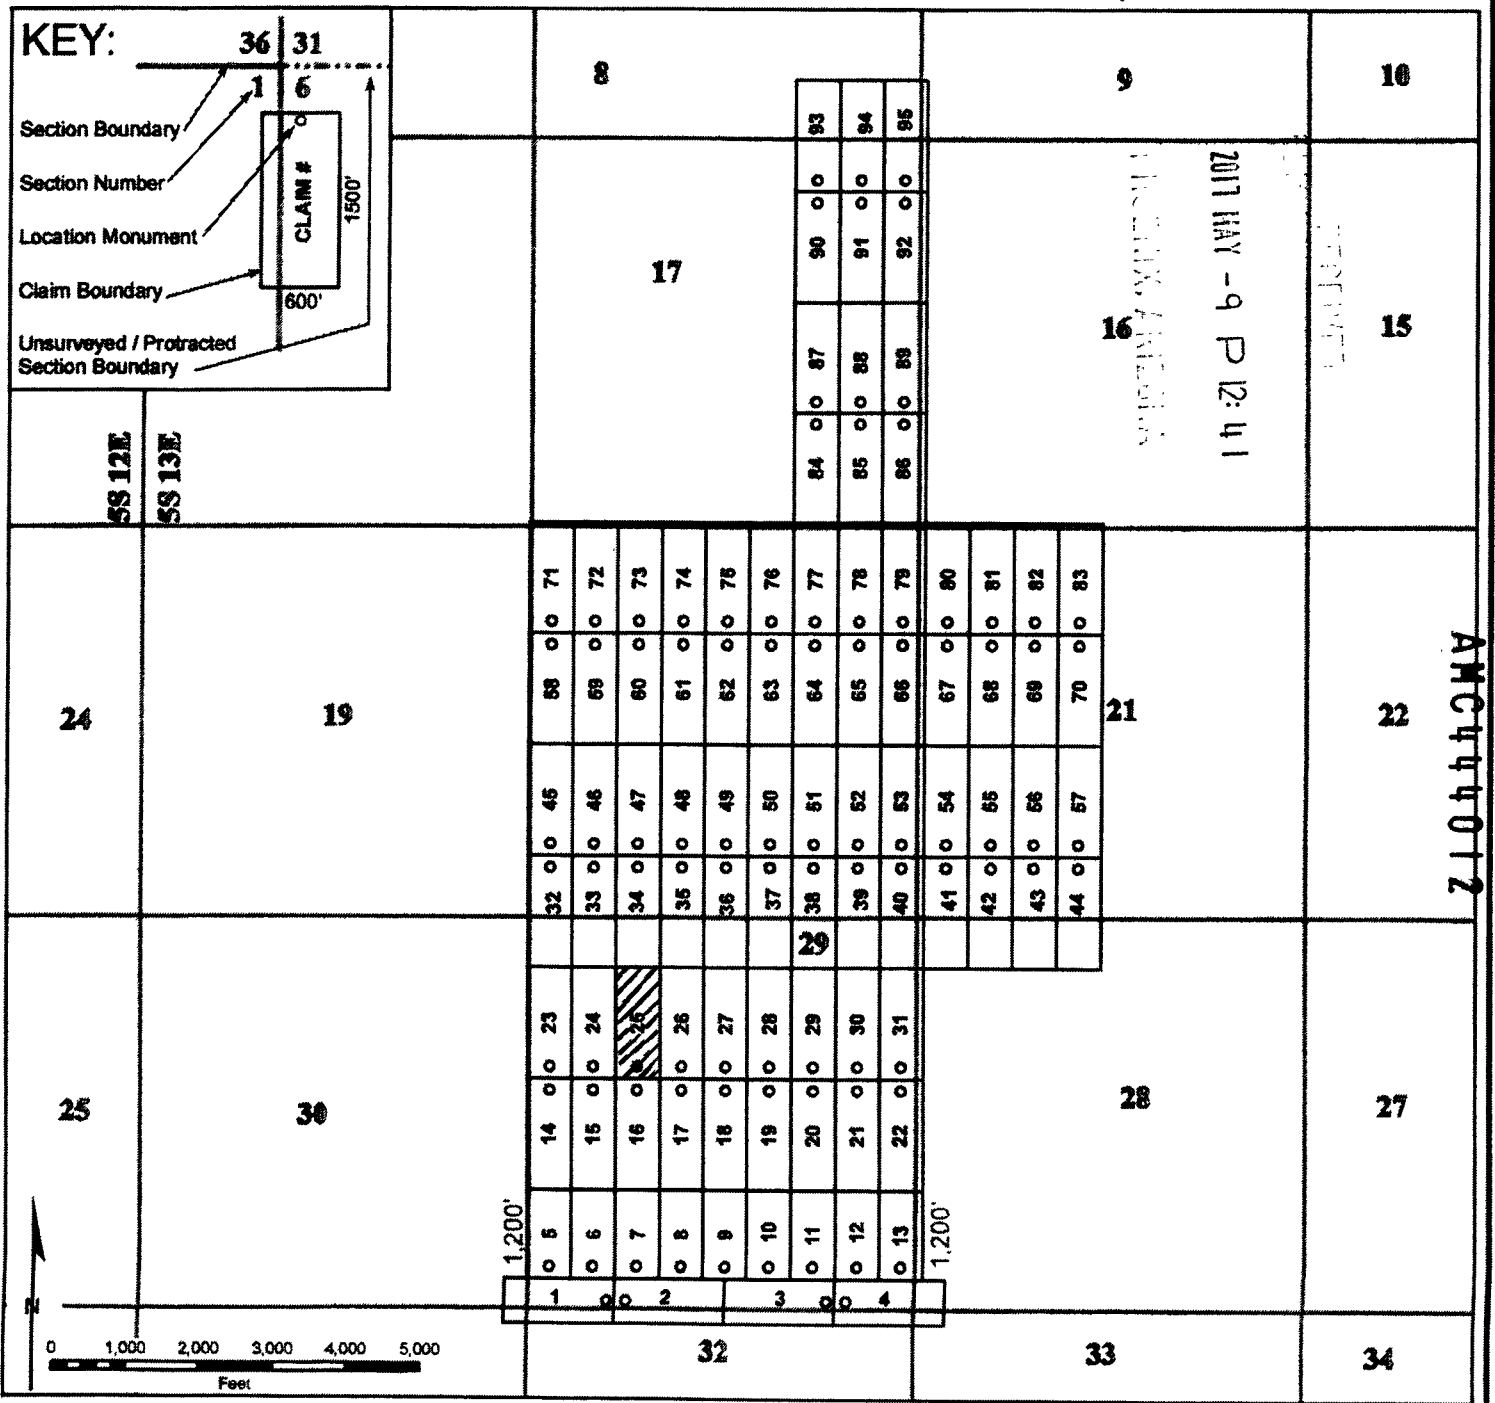 KEY:
36 31
1 6
Section Boundary
Section Number
Location Monument
Claim Boundary
Unsurveyed / Protracted
Section Boundary
CLAIM #
1500'
600'
8
9
10
93 94 95
90 91 92
17
16
15
87 88 89
84 85 86
2017 MAY -9 P 12:41
5S 12E
5S 13E
71 72 73 74 75 76 77 78 79 80 81 82 83
58 59 60 61 62 63 64 65 66 67 68 69 70
24
19
21
22
AMC444012
45 46 47 48 49 50 51 52 53 54 55 56 57
32 33 34 35 36 37 38 39 40 41 42 43 44
29
23 24 25 26 27 28 29 30 31
25
30
28
27
14 15 16 17 18 19 20 21 22
1,200'
5 6 7 8 9 10 11 12 13
1,200'
1 2 3 4
N
0 1,000 2,000 3,000 4,000 5,000
Feet
32
33
34